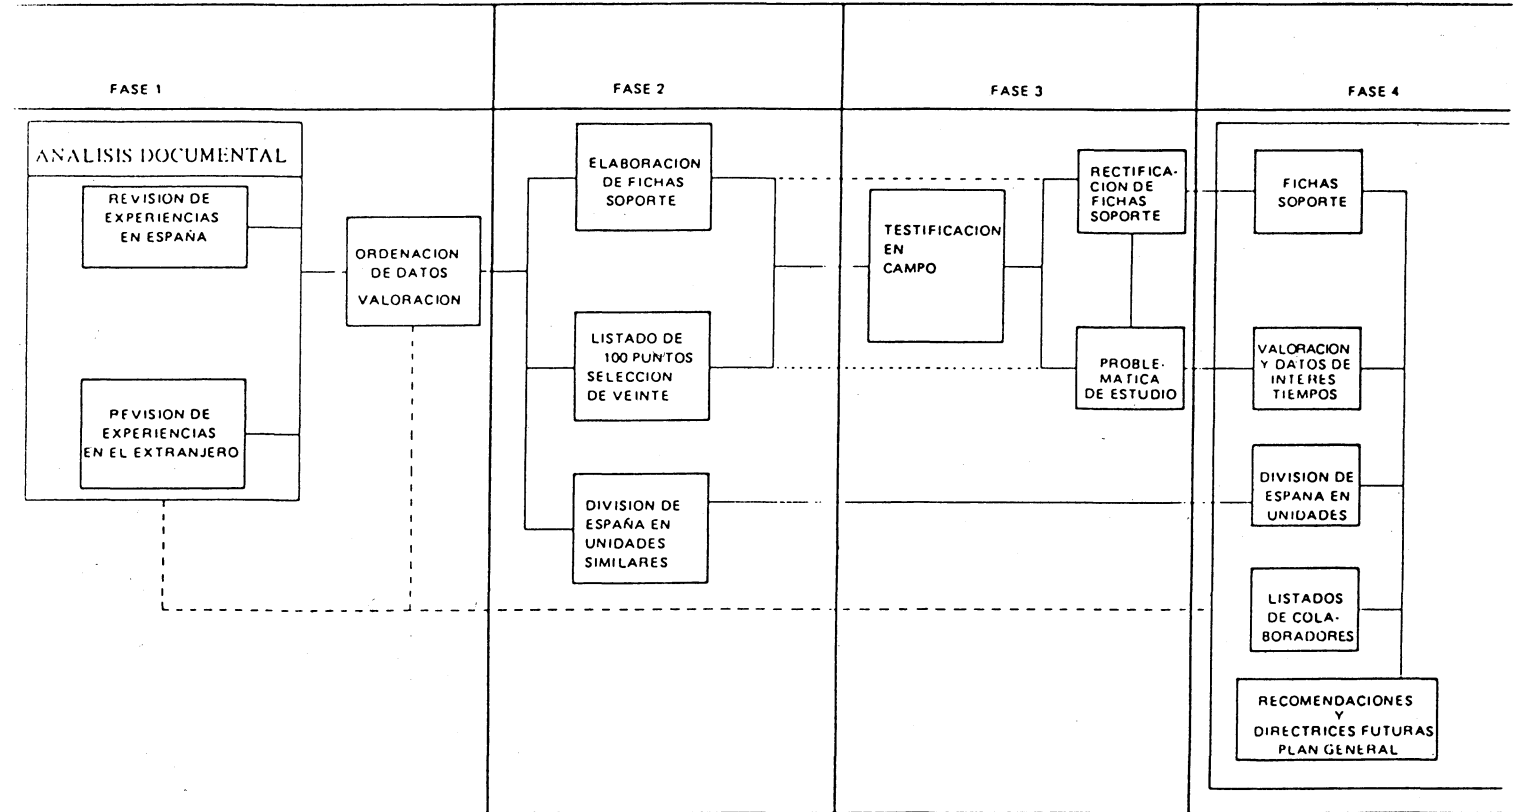 FASE 1
FASE 2
FASE 3
FASE 4
ANALISIS DOCUMENTAL
REVISION DE
EXPERIENCIAS
EN ESPAÑA
REVISION DE
EXPERIENCIAS
EN EL EXTRANJERO
ORDENACION
DE DATOS
VALORACION
ELABORACION
DE FICHAS
SOPORTE
LISTADO DE
100 PUNTOS
SELECCION
DE VEINTE
DIVISION DE
ESPAÑA EN
UNIDADES
SIMILARES
TESTIFICACION
EN
CAMPO
RECTIFICA-
CION DE
FICHAS
SOPORTE
PROBLE-
MATICA
DE ESTUDIO
FICHAS
SOPORTE
VALORACION
Y DATOS DE
INTERES
TIEMPOS
DIVISION DE
ESPANA EN
UNIDADES
LISTADOS
DE COLA-
BORADORES
RECOMENDACIONES
Y
DIRECTRICES FUTURAS
PLAN GENERAL